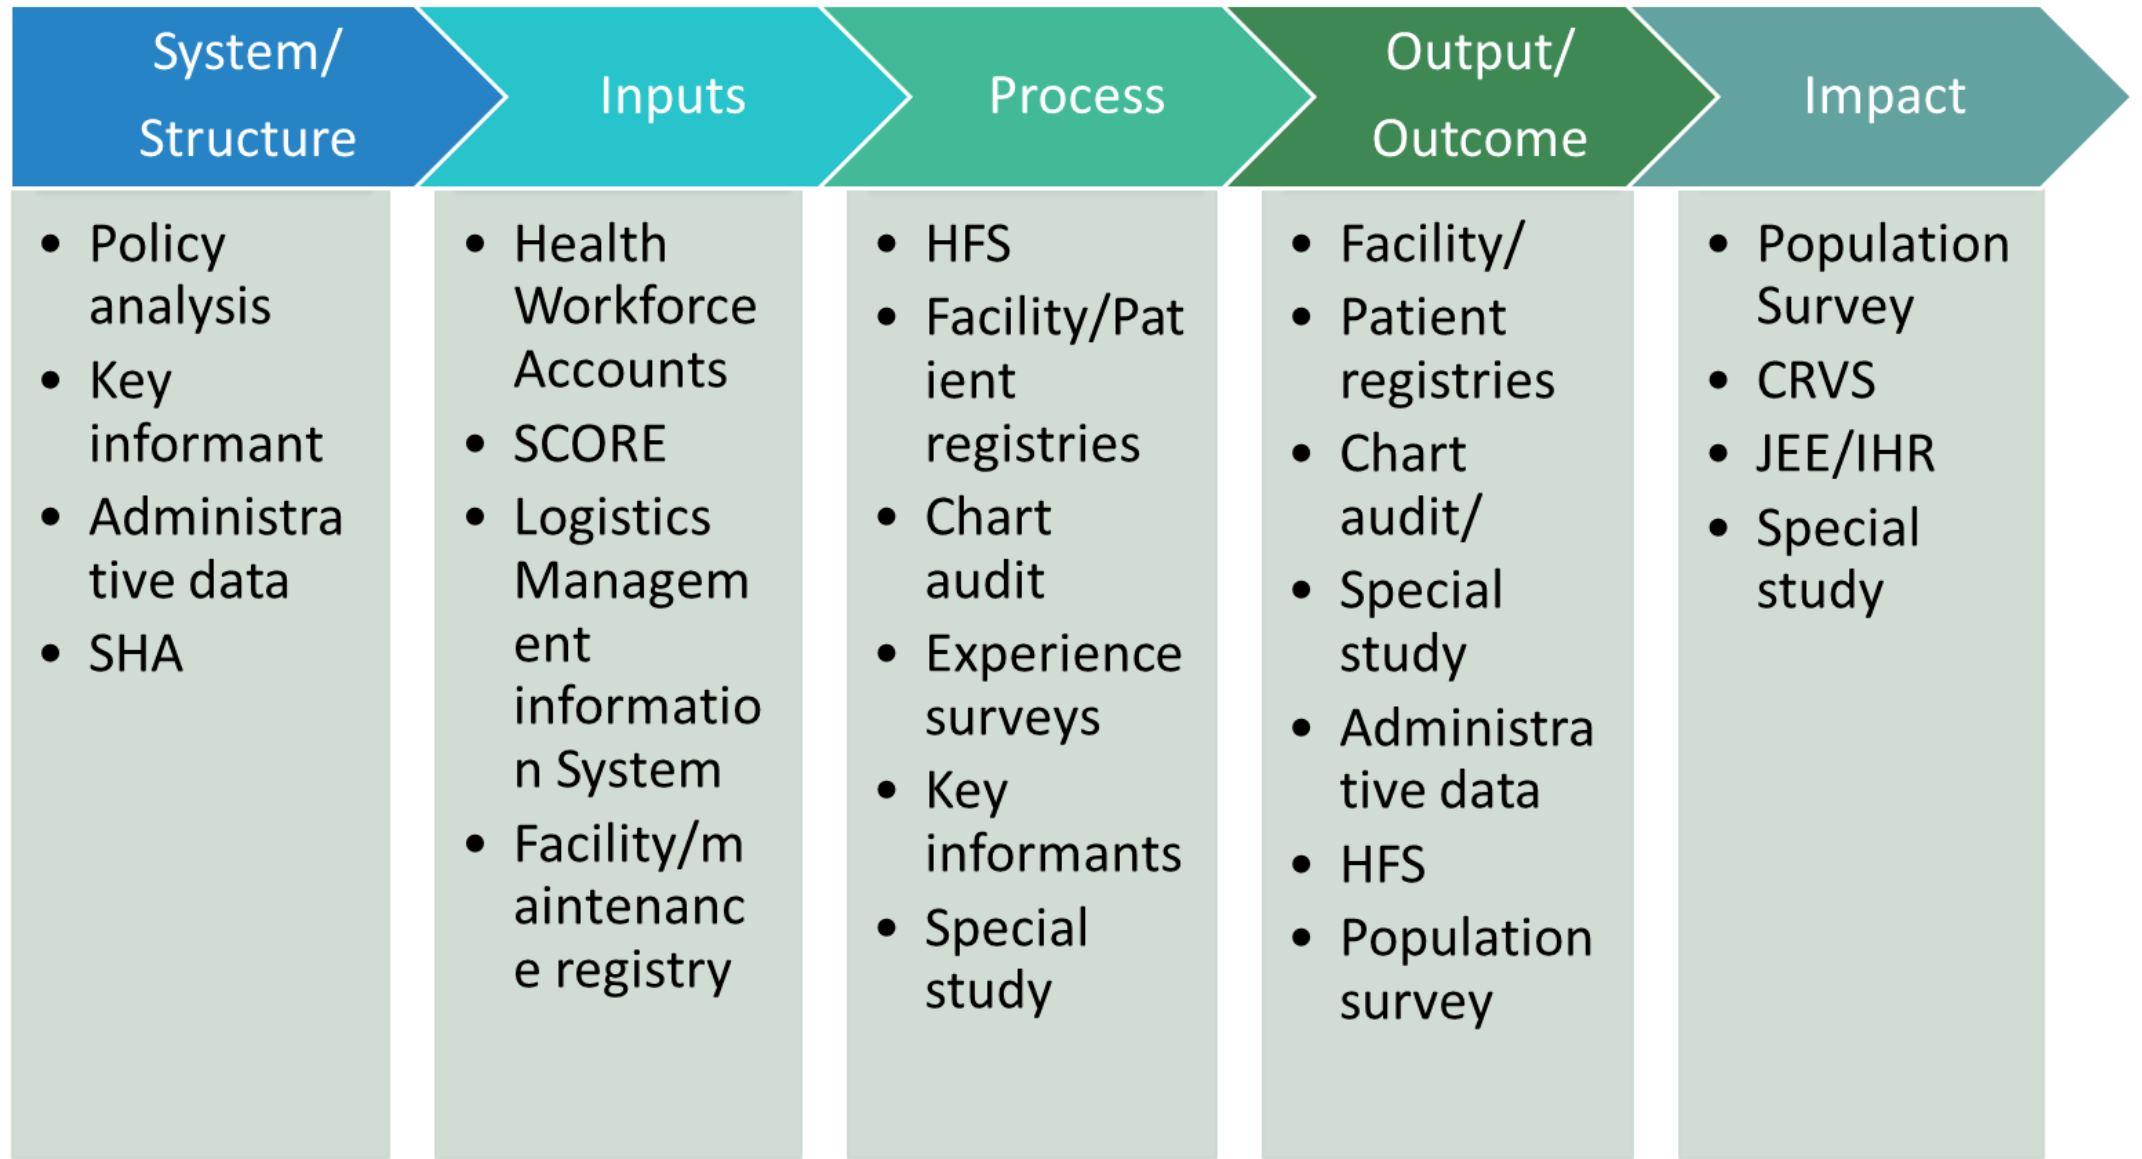 System/
Structure
Inputs
Process
Output/
Outcome
Impact
• Policy
analysis
• Key
informant
• Administra
tive data
• SHA
• Health
Workforce
Accounts
• SCORE
• Logistics
Managem
ent
informatio
n System
• Facility/m
aintenanc
e registry
• HFS
• Facility/Pat
ient
registries
• Chart
audit
• Experience
surveys
• Key
informants
• Special
study
• Facility/
• Patient
registries
• Chart
audit/
• Special
study
• Administra
tive data
• HFS
• Population
survey
• Population
Survey
• CRVS
• JEE/IHR
• Special
study